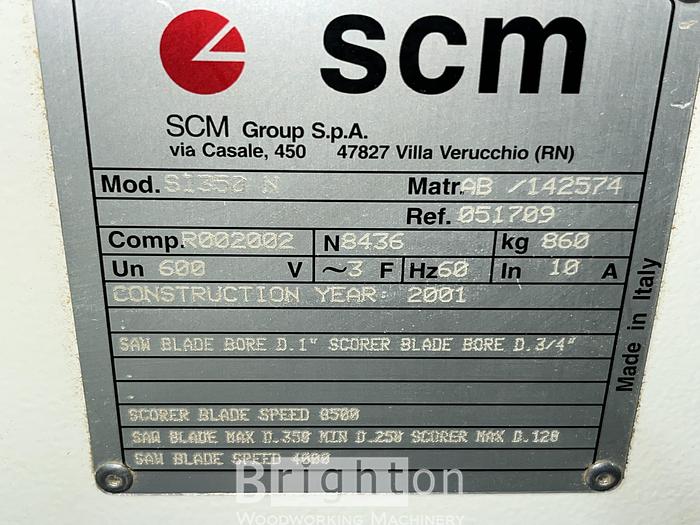 scm
SCM Group S.p.A.
via Casale, 450 47827 Villa Verucchio (RN)
Mod. SI350 N Matr. AB /142574
Ref. 051709
Comp. R002002 N 8436 kg 860
Un 600 V ~3 F Hz 60 In 10 A
CONSTRUCTION YEAR: 2001
SAW BLADE BORE D.1" SCORER BLADE BORE D.3/4"
SCORER BLADE SPEED 8500
SAW BLADE MAX D.350 MIN D.250 SCORER MAX D.120
SAW BLADE SPEED 4000
Made in Italy
Brighton
WOODWORKING MACHINERY